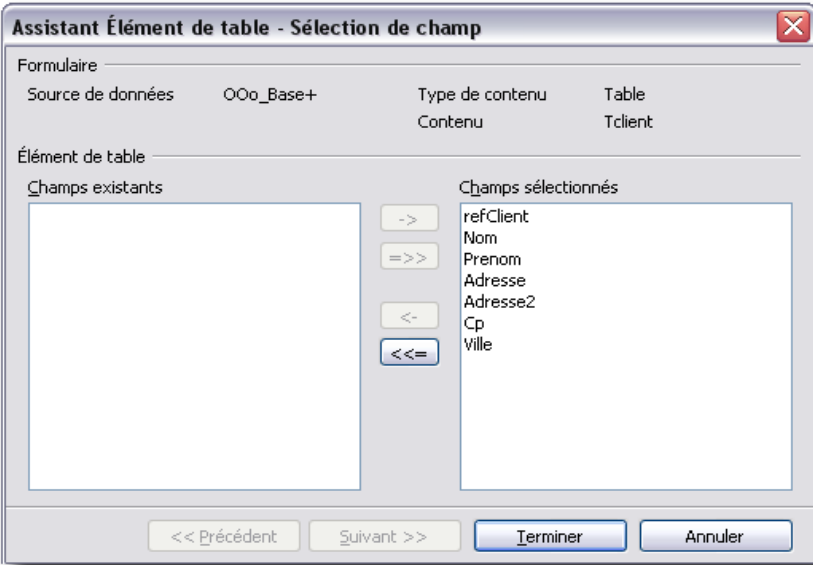 Assistant Élément de table - Sélection de champ
Formulaire
Source de données OOo_Base+ Type de contenu Table
Contenu Tclient
Élément de table
Champs existants Champs sélectionnés
->
=>>
<-
<<=
refClient
Nom
Prenom
Adresse
Adresse2
Cp
Ville
<< Précédent Suivant >> Terminer Annuler